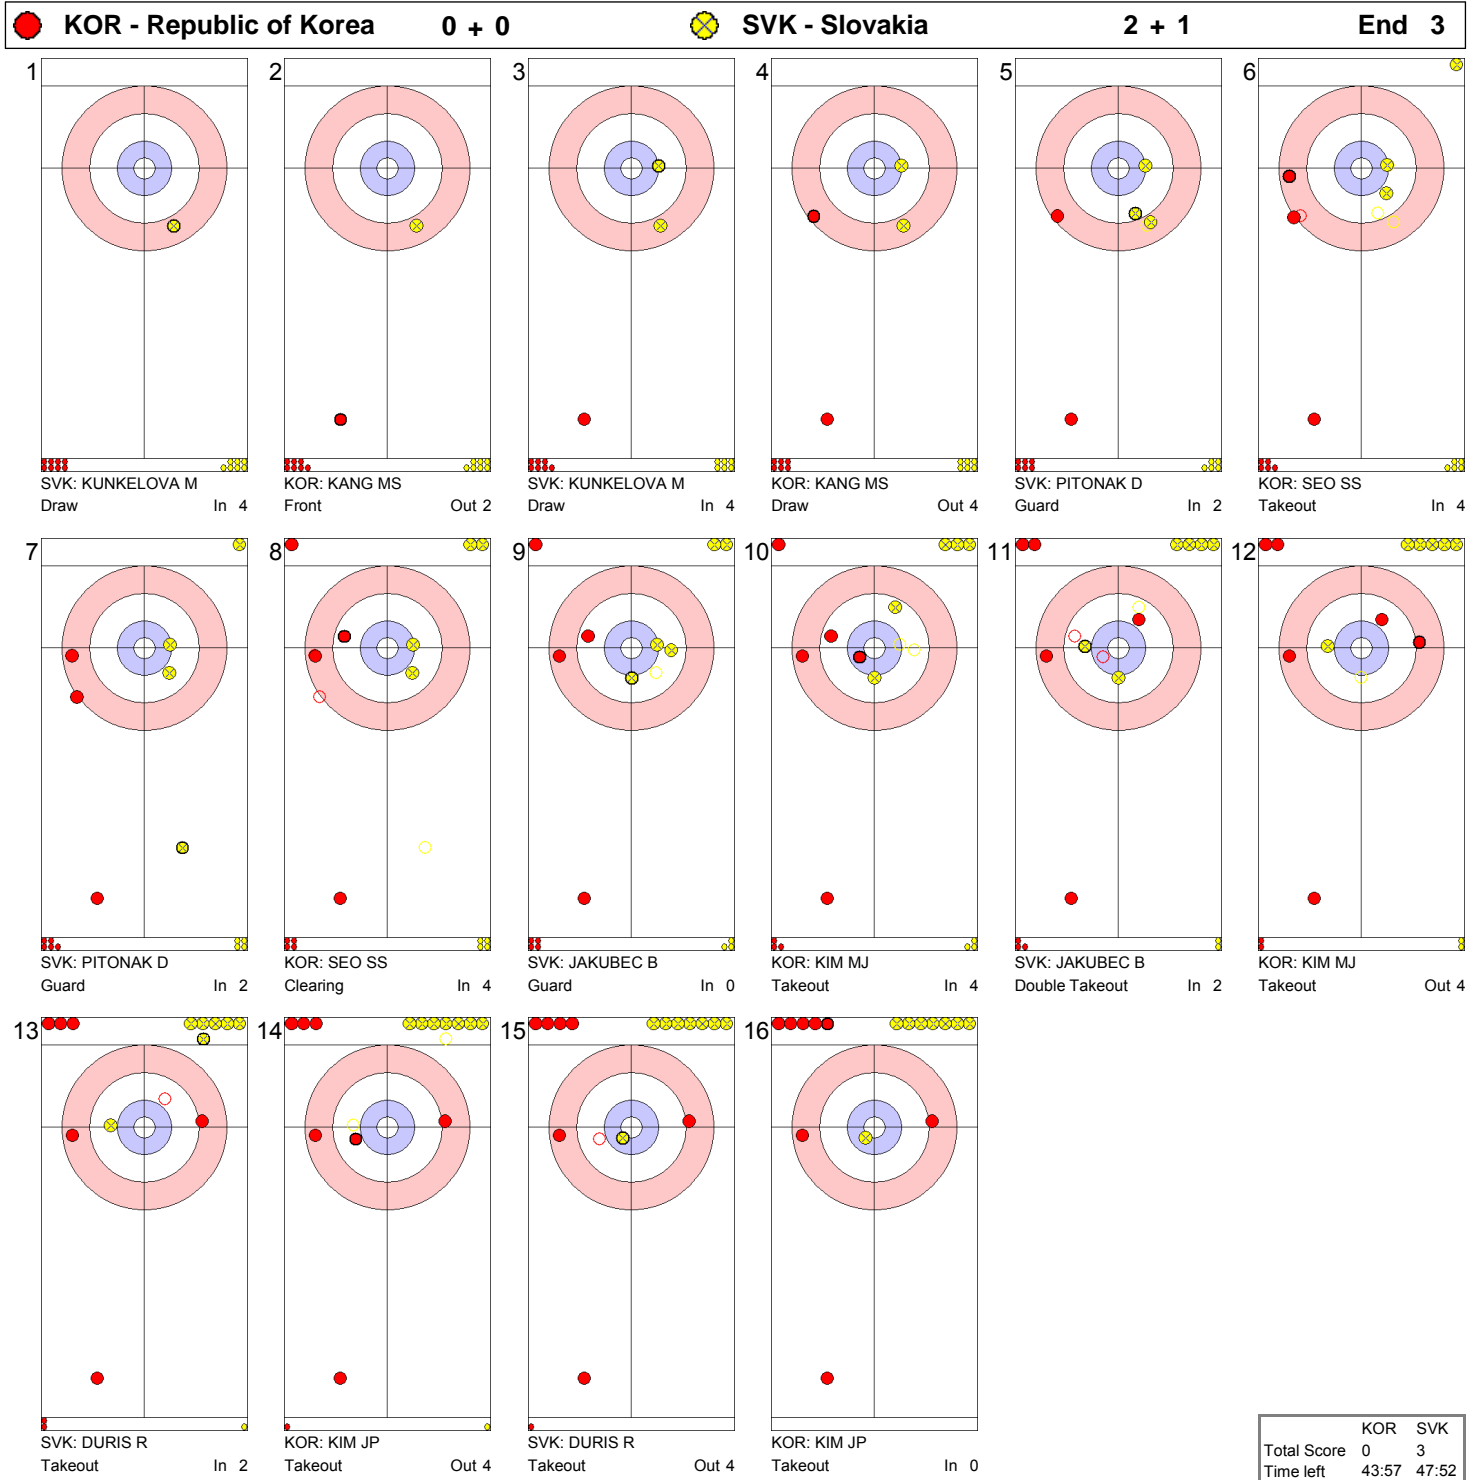 KOR - Republic of Korea 0 + 0 SVK - Slovakia 2 + 1 End 3
1 2 3 4 5 6
SVK: KUNKELOVA M KOR: KANG MS SVK: KUNKELOVA M KOR: KANG MS SVK: PITONAK D KOR: SEO SS
Draw In 4 Front Out 2 Draw In 4 Draw Out 4 Guard In 2 Takeout In 4
7 8 9 10 11 12
SVK: PITONAK D KOR: SEO SS SVK: JAKUBEC B KOR: KIM MJ SVK: JAKUBEC B KOR: KIM MJ
Guard In 2 Clearing In 4 Guard In 0 Takeout In 4 Double Takeout In 2 Takeout Out 4
13 14 15 16
SVK: DURIS R KOR: KIM JP SVK: DURIS R KOR: KIM JP
Takeout In 2 Takeout Out 4 Takeout Out 4 Takeout In 0
KOR SVK
Total Score 0 3
Time left 43:57 47:52